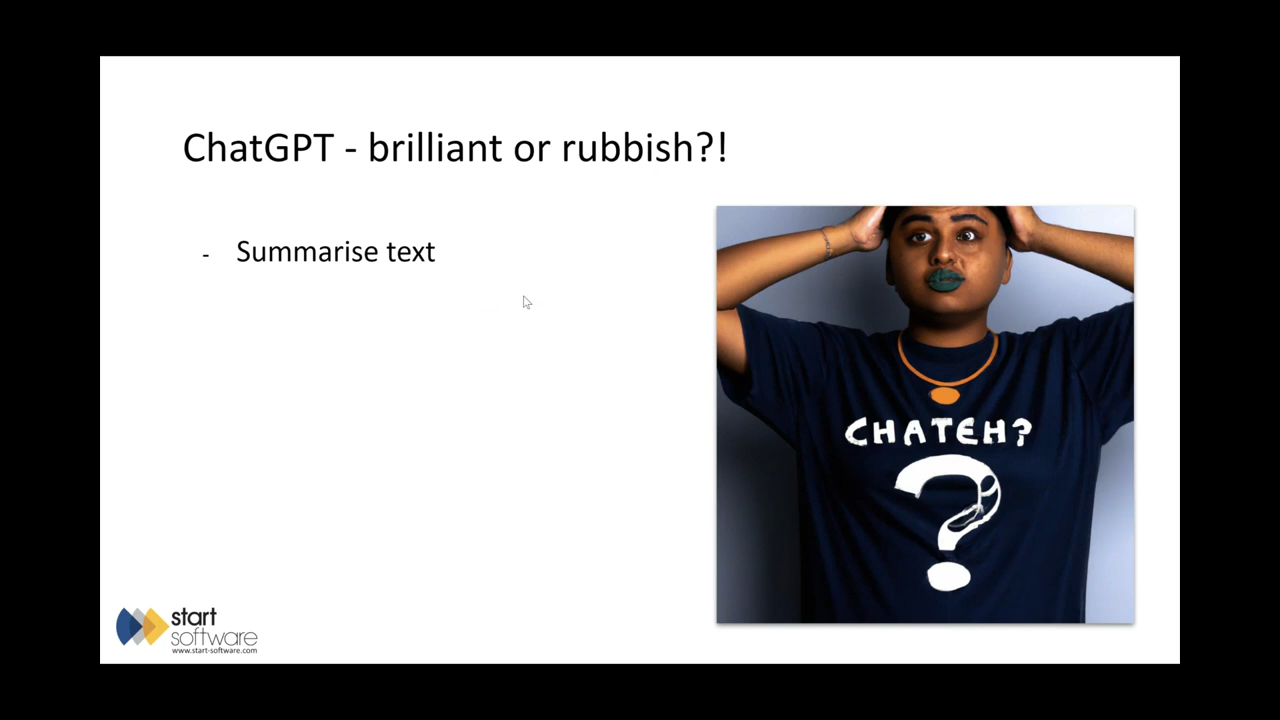 ChatGPT - brilliant or rubbish?!
- Summarise text
CHATEH?
?
start
software
www.start-software.com